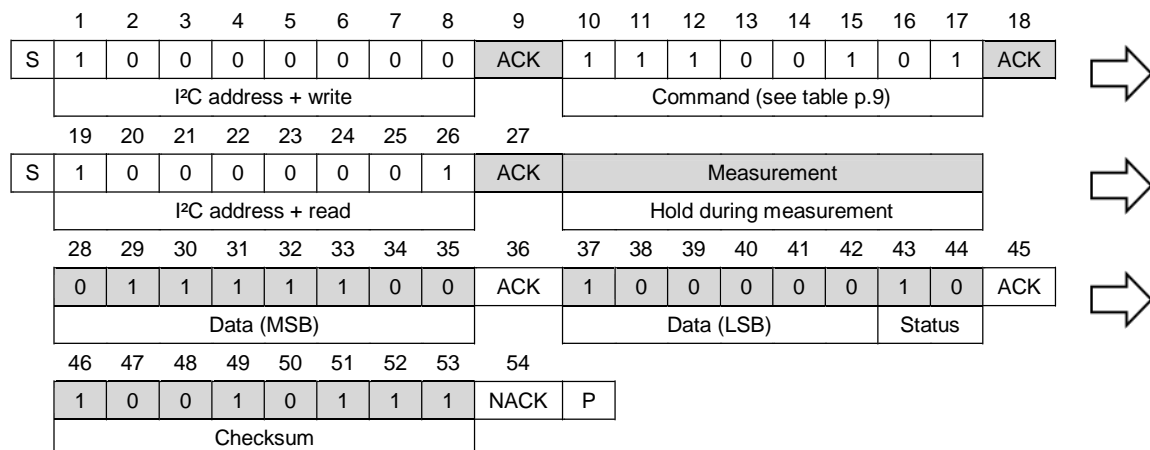 1 2 3 4 5 6 7 8 9 10 11 12 13 14 15 16 17 18
S 1 0 0 0 0 0 0 0 ACK 1 1 1 0 0 1 0 1 ACK
I²C address + write Command (see table p.9)
19 20 21 22 23 24 25 26 27
S 1 0 0 0 0 0 0 1 ACK Measurement
I²C address + read Hold during measurement
28 29 30 31 32 33 34 35 36 37 38 39 40 41 42 43 44 45
0 1 1 1 1 1 0 0 ACK 1 0 0 0 0 0 1 0 ACK
Data (MSB) Data (LSB) Status
46 47 48 49 50 51 52 53 54
1 0 0 1 0 1 1 1 NACK P
Checksum